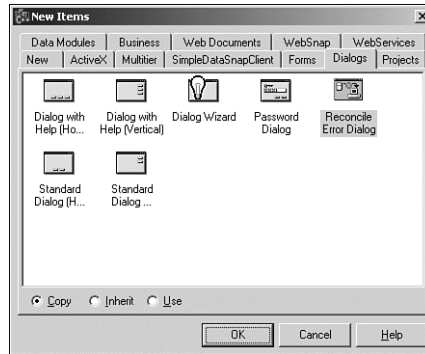 New Items
Data Modules Business Web Documents WebSnap WebServices
New ActiveX Multitier SimpleDataSnapClient Forms Dialogs Projects
Dialog with Help (Ho...
Dialog with Help (Vertical)
Dialog Wizard
Password Dialog
Reconcile Error Dialog
Standard Dialog (H...
Standard Dialog ...
Copy Inherit Use
OK Cancel Help